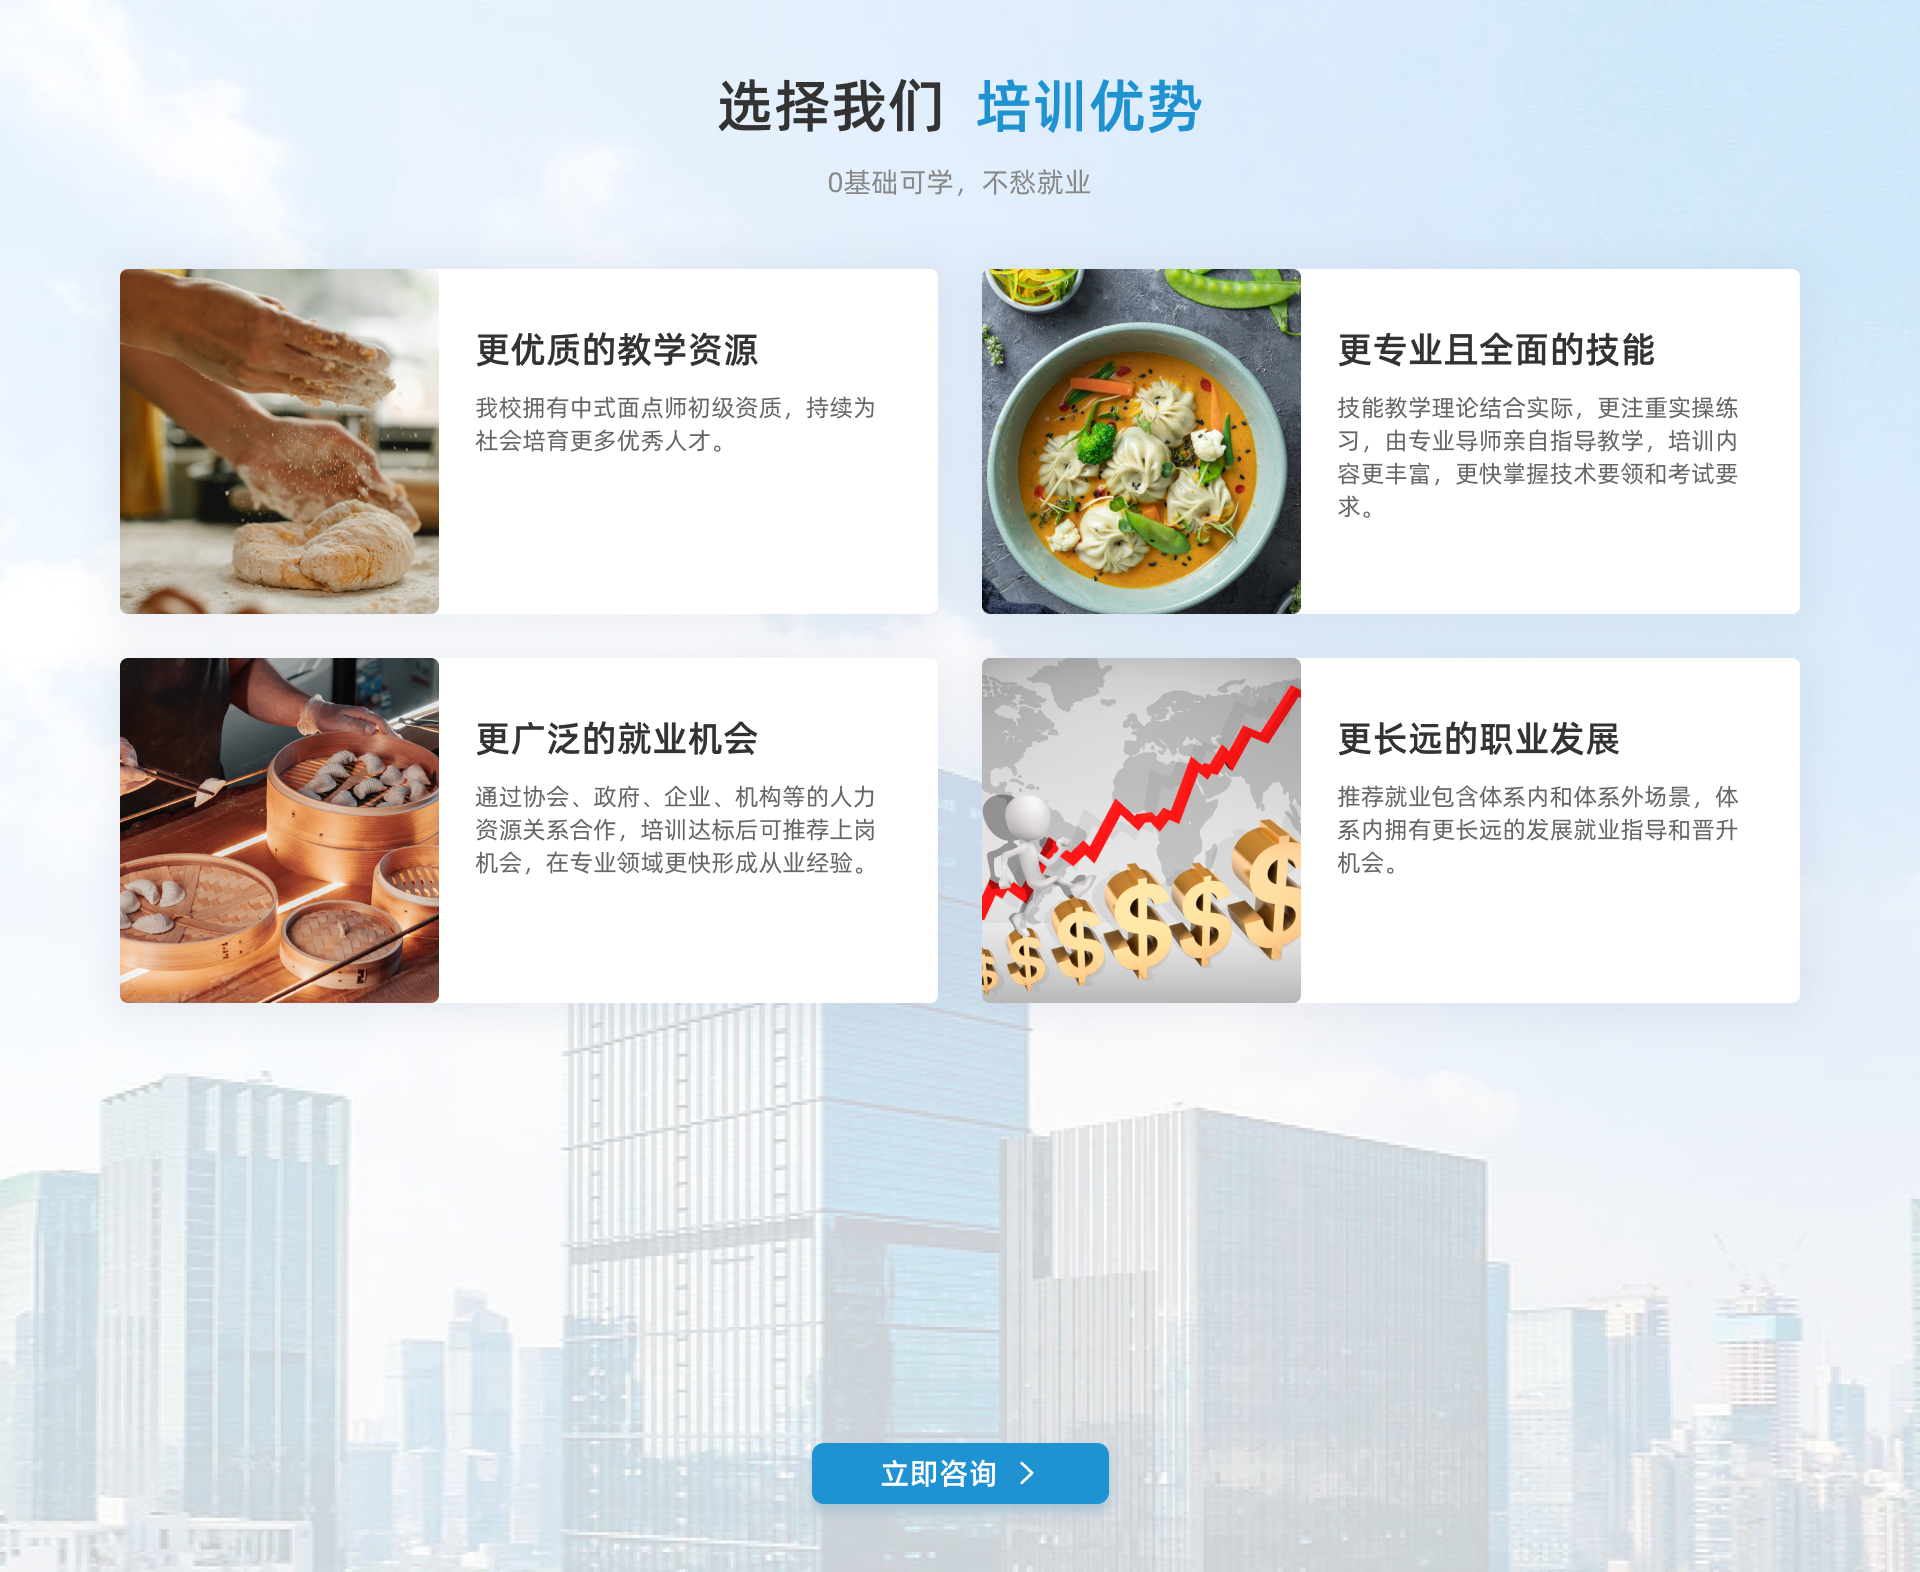 选择我们 培训优势
0基础可学，不愁就业
更优质的教学资源
我校拥有中式面点师初级资质，持续为
社会培育更多优秀人才。
更专业且全面的技能
技能教学理论结合实际，更注重实操练
习，由专业导师亲自指导教学，培训内
容更丰富，更快掌握技术要领和考试要
求。
更广泛的就业机会
通过协会、政府、企业、机构等的人力
资源关系合作，培训达标后可推荐上岗
机会，在专业领域更快形成从业经验。
更长远的职业发展
推荐就业包含体系内和体系外场景，体
系内拥有更长远的发展就业指导和晋升
机会。
立即咨询